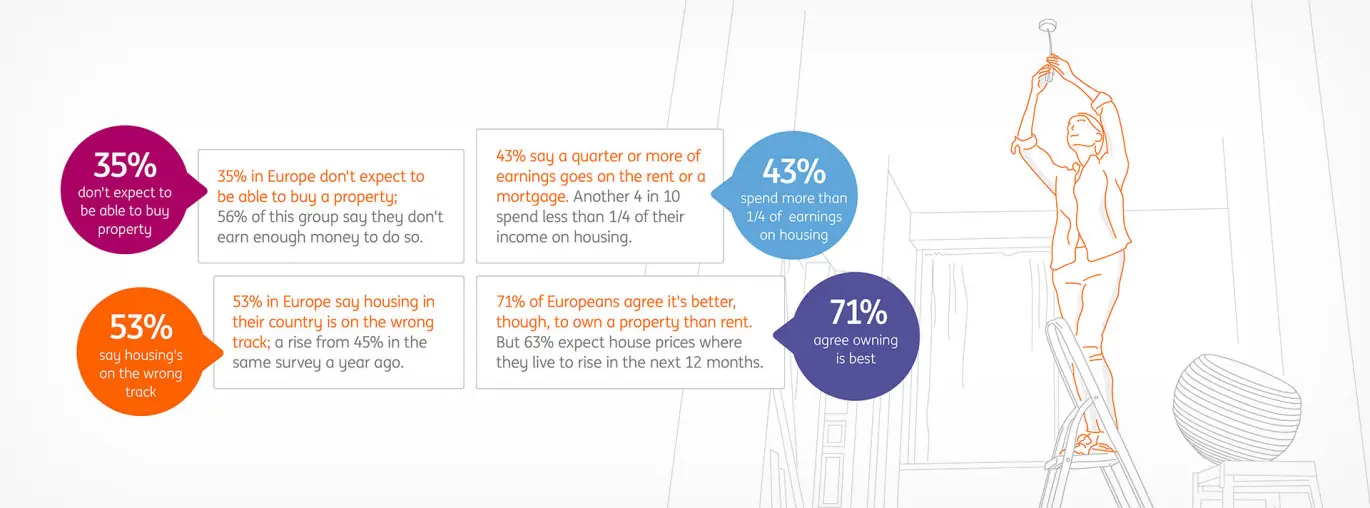 35%
don't expect to
be able to buy
property
35% in Europe don't expect to
be able to buy a property;
56% of this group say they don't
earn enough money to do so.
43% say a quarter or more of
earnings goes on the rent or a
mortgage. Another 4 in 10
spend less than 1/4 of their
income on housing.
43%
spend more than
1/4 of earnings
on housing
53%
say housing's
on the wrong
track
53% in Europe say housing in
their country is on the wrong
track; a rise from 45% in the
same survey a year ago.
71% of Europeans agree it's better,
though, to own a property than rent.
But 63% expect house prices where
they live to rise in the next 12 months.
71%
agree owning
is best